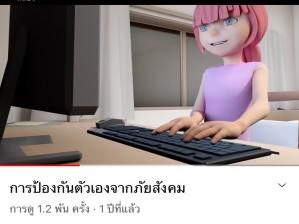 การป้องกันตัวเองจากภัยสังคม
การดู 1.2 พัน ครั้ง · 1 ปีที่แล้ว